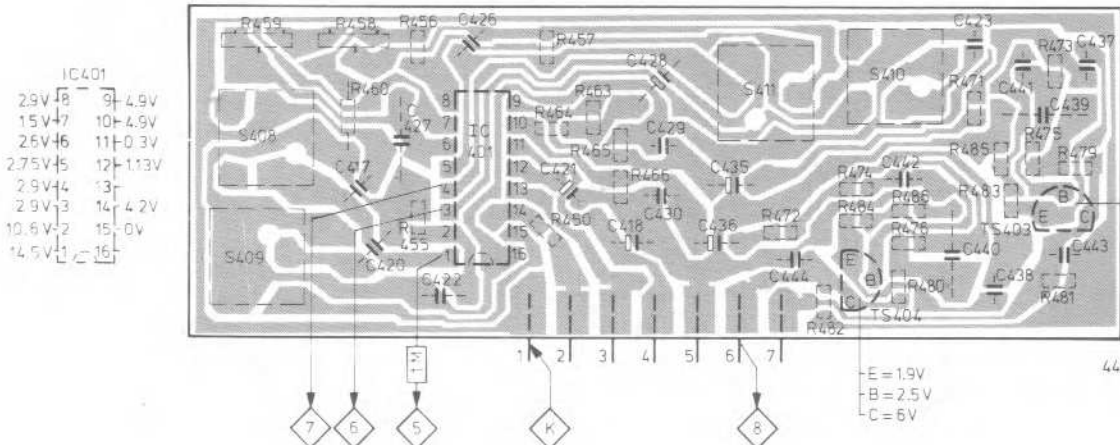 IC401
2.9V 8 9 4.9V
1.5V 7 10 4.9V
2.6V 6 11 0.3V
2.75V 5 12 1.13V
2.9V 4 13
2.9V 3 14 4.2V
10.6V 2 15 0V
14.5V 1 16
R459 R458 R456 C426 R457 C428 S411 S410 C423 R471 C441 R473 C437
R460 C427 8 9 R463
S408 7 IC 401 10 R464 C439
6 11 R465 C429 R485 R475 R479
5 12 C421 C435 C442
C417 4 13 R466 R474 R486 R483
3 14 C430 R484 TS403 B E C
R455 2 15 R450 C418 C436 R472 R476
S409 C420 1 16 C444 E B C C440 C443
C422 R480 C438 R481
R482 TS404
1 2 3 4 5 6 7
1M
44
E = 1.9V
B = 2.5V
C = 6V
7 6 5 K 8